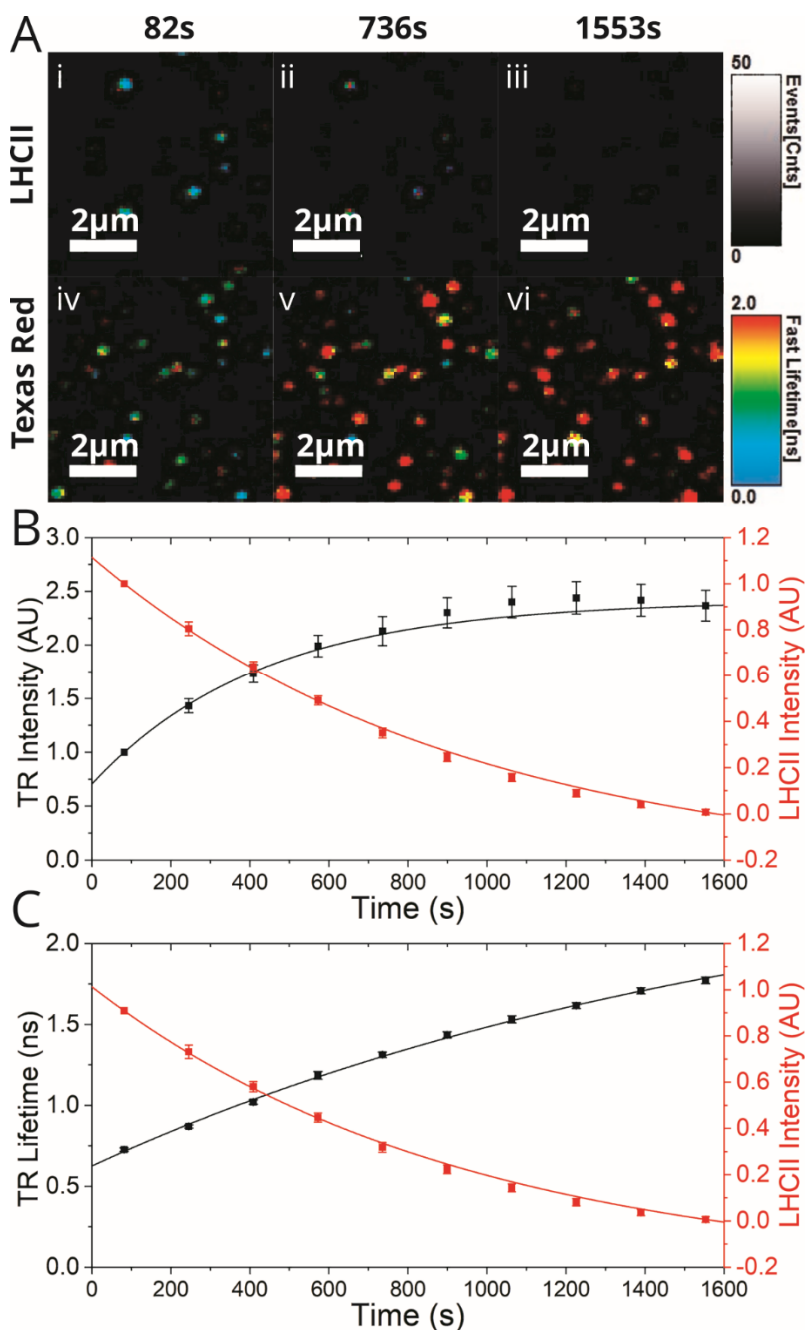 A
82s 736s 1553s
LHCII
i ii iii
2μm 2μm 2μm
50
Events[Cnts]
0
Texas Red
iv v vi
2μm 2μm 2μm
2.0
Fast Lifetime[ns]
0.0
B
TR Intensity (AU)
3.0
2.5
2.0
1.5
1.0
0.5
0.0
1.2
1.0
0.8
0.6
0.4
0.2
0.0
-0.2
LHCII Intensity (AU)
0 200 400 600 800 1000 1200 1400 1600
Time (s)
C
TR Lifetime (ns)
2.0
1.5
1.0
0.5
0.0
1.2
1.0
0.8
0.6
0.4
0.2
0.0
-0.2
LHCII Intensity (AU)
0 200 400 600 800 1000 1200 1400 1600
Time (s)